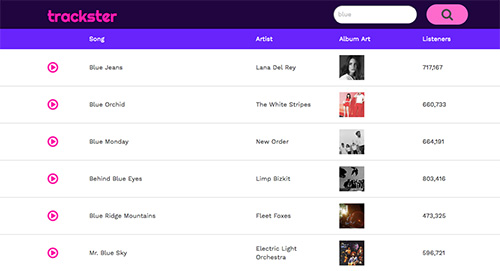 trackster
blue
Song Artist Album Art Listeners
Blue Jeans Lana Del Rey 717,167
Blue Orchid The White Stripes 660,733
Blue Monday New Order 664,191
Behind Blue Eyes Limp Bizkit 803,416
Blue Ridge Mountains Fleet Foxes 473,325
Mr. Blue Sky Electric Light 596,721
Orchestra